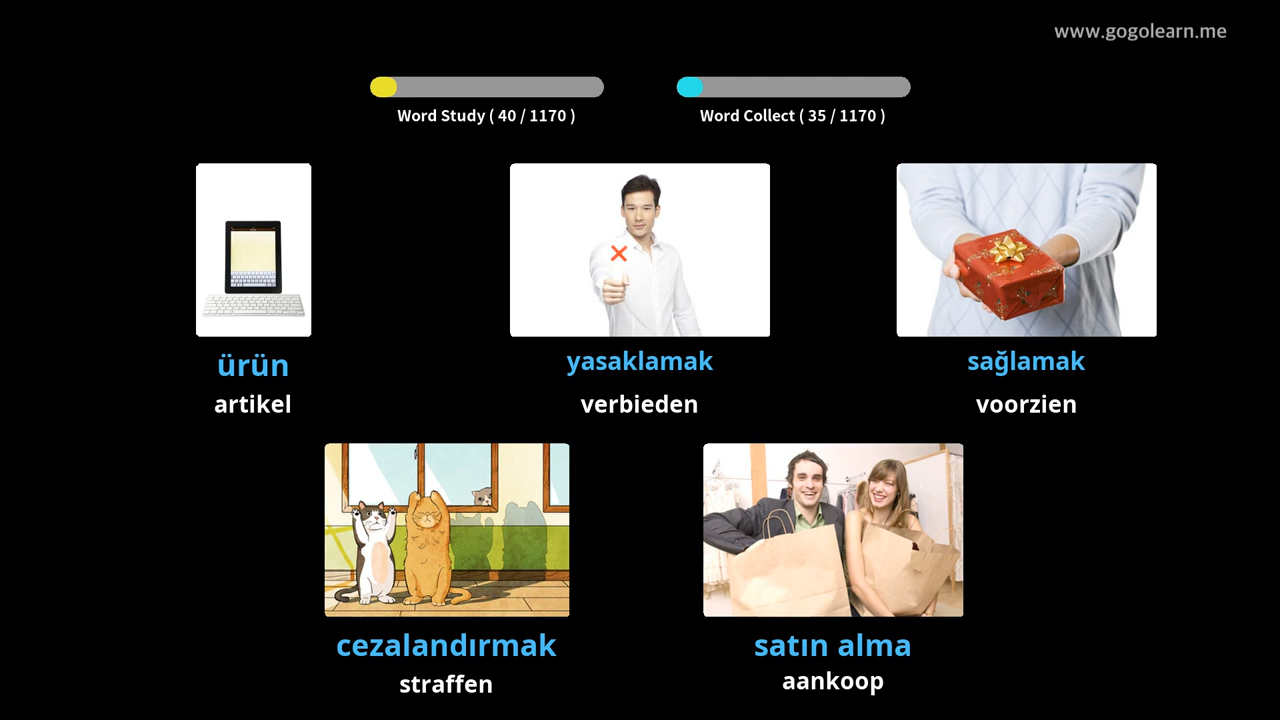 www.gogolearn.me
Word Study ( 40 / 1170 )
Word Collect ( 35 / 1170 )
ürün
artikel
yasaklamak
verbieden
sağlamak
voorzien
cezalandırmak
straffen
satın alma
aankoop